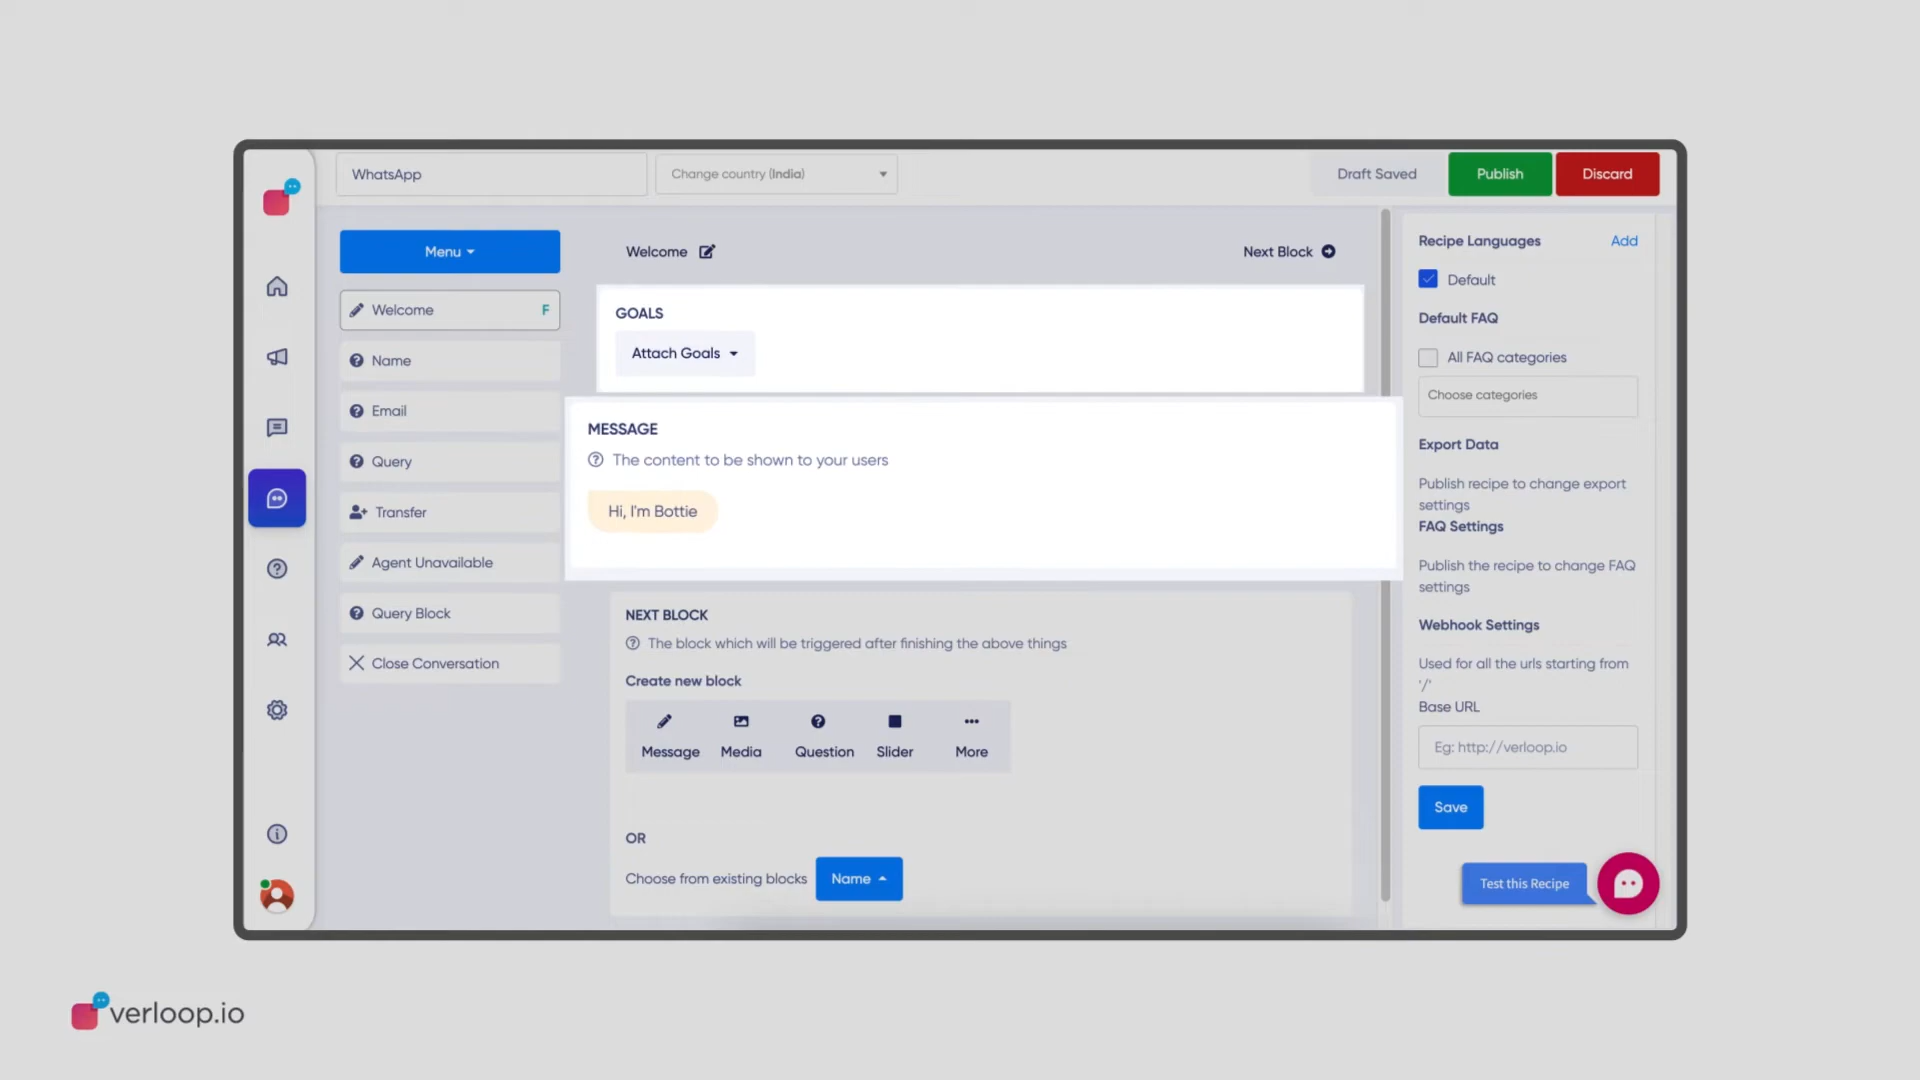 WhatsApp
Change country (India)
Draft Saved
Publish
Discard
Menu
Welcome
F
Name
Email
Query
Transfer
Agent Unavailable
Query Block
Close Conversation
Welcome
Next Block
GOALS
Attach Goals
MESSAGE
The content to be shown to your users
Hi, I'm Bottie
NEXT BLOCK
The block which will be triggered after finishing the above things
Create new block
Message
Media
Question
Slider
More
OR
Choose from existing blocks
Name
Recipe Languages
Add
Default
Default FAQ
All FAQ categories
Choose categories
Export Data
Publish recipe to change export
settings
FAQ Settings
Publish the recipe to change FAQ
settings
Webhook Settings
Used for all the urls starting from
'/'
Base URL
Eg: http://verloop.io
Save
Test this Recipe
verloop.io